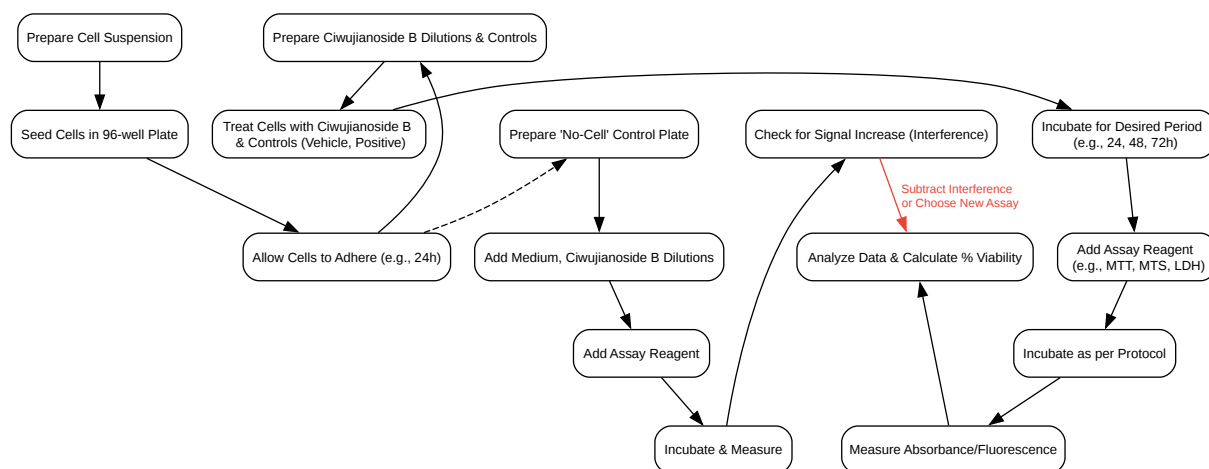 Prepare Cell Suspension
Prepare Ciwujianoside B Dilutions & Controls
Seed Cells in 96-well Plate
Treat Cells with Ciwujianoside B
& Controls (Vehicle, Positive)
Prepare 'No-Cell' Control Plate
Check for Signal Increase (Interference)
Incubate for Desired Period
(e.g., 24, 48, 72h)
Subtract Interference
or Choose New Assay
Allow Cells to Adhere (e.g., 24h)
Add Medium, Ciwujianoside B Dilutions
Analyze Data & Calculate % Viability
Add Assay Reagent
(e.g., MTT, MTS, LDH)
Add Assay Reagent
Incubate as per Protocol
Incubate & Measure
Measure Absorbance/Fluorescence